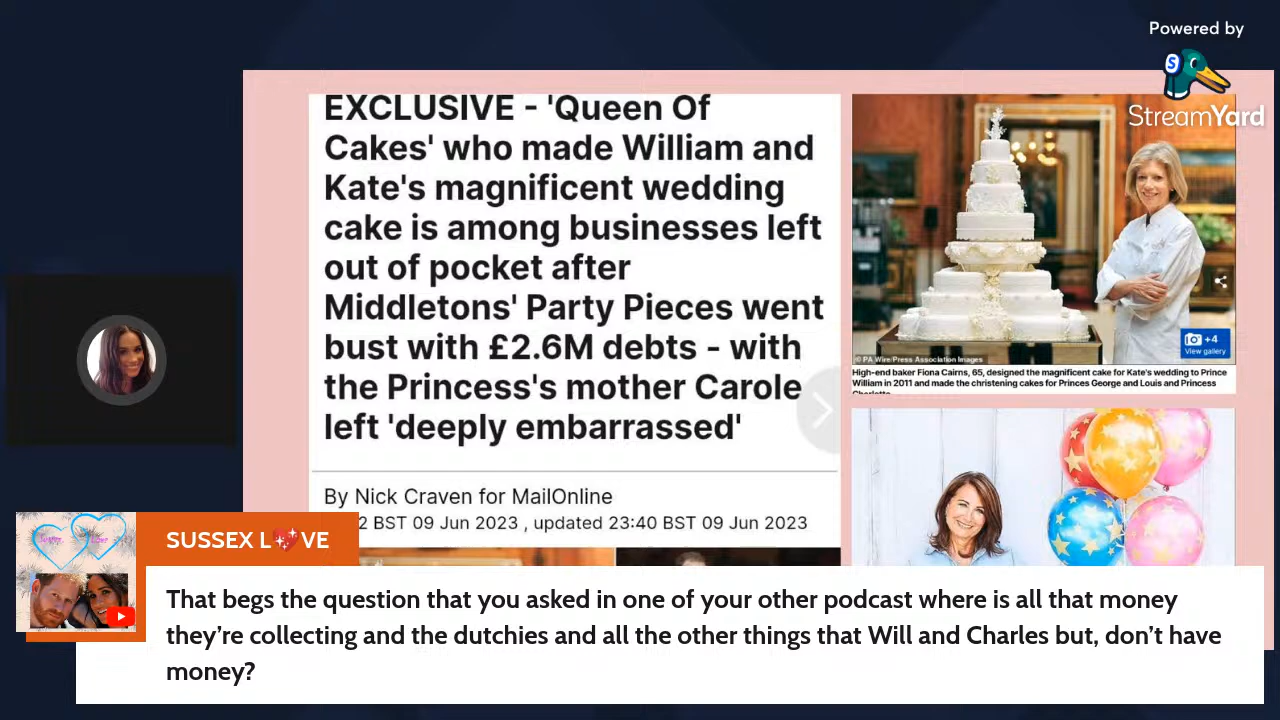 Powered by
StreamYard
EXCLUSIVE - 'Queen Of
Cakes' who made William and
Kate's magnificent wedding
cake is among businesses left
out of pocket after
Middletons' Party Pieces went
bust with £2.6M debts - with
the Princess's mother Carole
left 'deeply embarrassed'
By Nick Craven for MailOnline
2 BST 09 Jun 2023 , updated 23:40 BST 09 Jun 2023
© PA Wire/Press Association Images
+4
View gallery
High-end baker Fiona Cairns, 65, designed the magnificent cake for Kate's wedding to Prince
William in 2011 and made the christening cakes for Princes George and Louis and Princess
SUSSEX L💖VE
That begs the question that you asked in one of your other podcast where is all that money
they're collecting and the dutchies and all the other things that Will and Charles but, don't have
money?